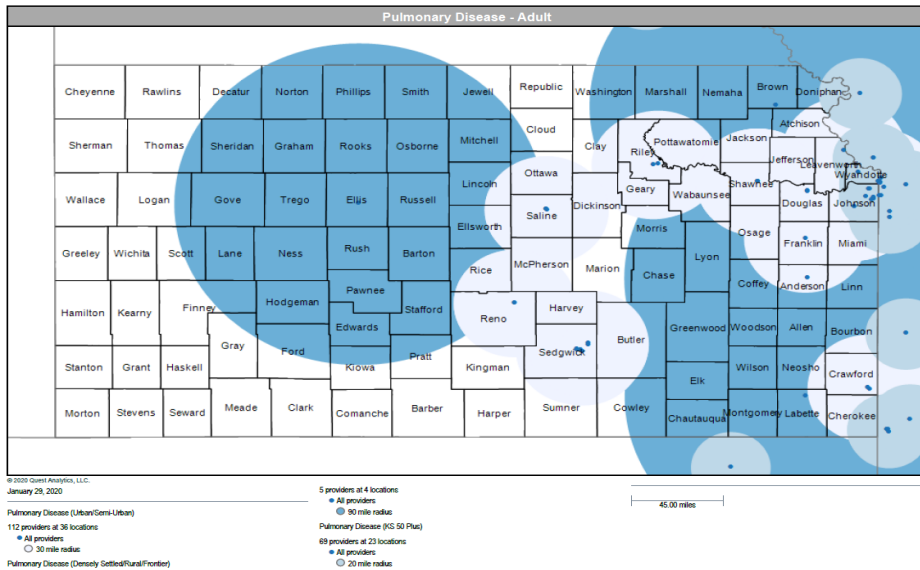 Pulmonary Disease - Adult
Cheyenne
Rawlins
Decatur
Norton
Phillips
Smith
Jewell
Republic
Washington
Marshall
Nemaha
Brown
Doniphan
Cloud
Atchison
Sherman
Thomas
Sheridan
Graham
Rooks
Osborne
Mitchell
Clay
Riley
Pottawatomie
Jackson
Jefferson
Leavenworth
Wyandotte
Ottawa
Lincoln
Geary
Wabaunsee
Shawnee
Wallace
Logan
Gove
Trego
Ellis
Russell
Saline
Dickinson
Douglas
Johnson
Ellsworth
Morris
Osage
Greeley
Wichita
Scott
Lane
Ness
Rush
Barton
Rice
McPherson
Marion
Chase
Lyon
Franklin
Miami
Pawnee
Coffey
Anderson
Linn
Hamilton
Kearny
Finney
Hodgeman
Stafford
Reno
Harvey
Edwards
Gray
Ford
Sedgwick
Butler
Greenwood
Woodson
Allen
Bourbon
Stanton
Grant
Haskell
Kiowa
Pratt
Kingman
Elk
Wilson
Neosho
Crawford
Morton
Stevens
Seward
Meade
Clark
Comanche
Barber
Harper
Sumner
Cowley
Chautauqua
Montgomery
Labette
Cherokee
© 2020 Quest Analytics, LLC.
January 29, 2020
Pulmonary Disease (Urban/Semi-Urban)
112 providers at 36 locations
All providers
30 mile radius
Pulmonary Disease (Densely Settled/Rural/Frontier)
5 providers at 4 locations
All providers
90 mile radius
Pulmonary Disease (KS 50 Plus)
69 providers at 23 locations
All providers
20 mile radius
45.00 miles